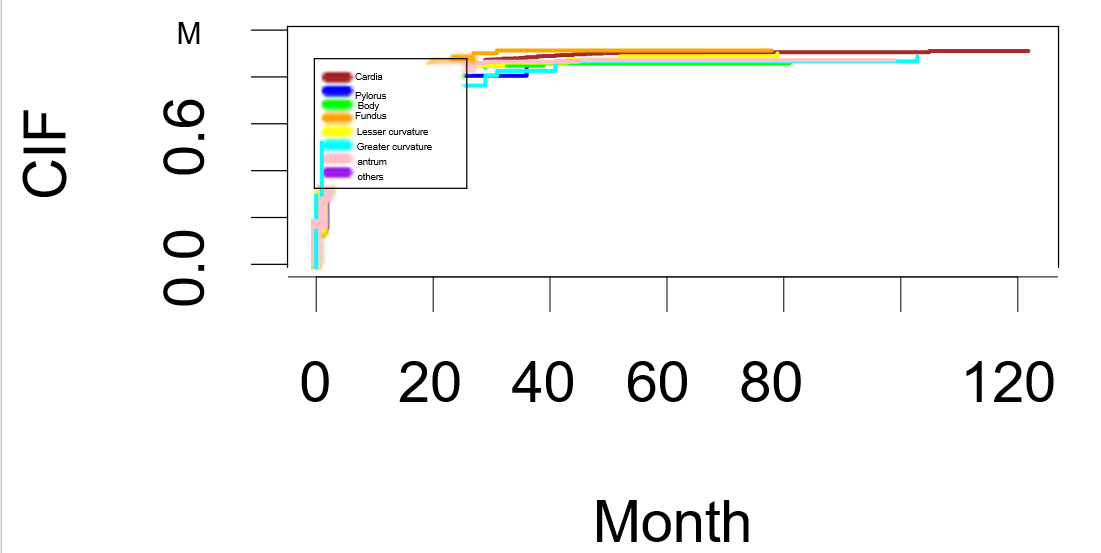 M
CIF
0.6
0.0
Cardia
Pylorus
Body
Fundus
Lesser curvature
Greater curvature
antrum
others
0 20 40 60 80 120
Month